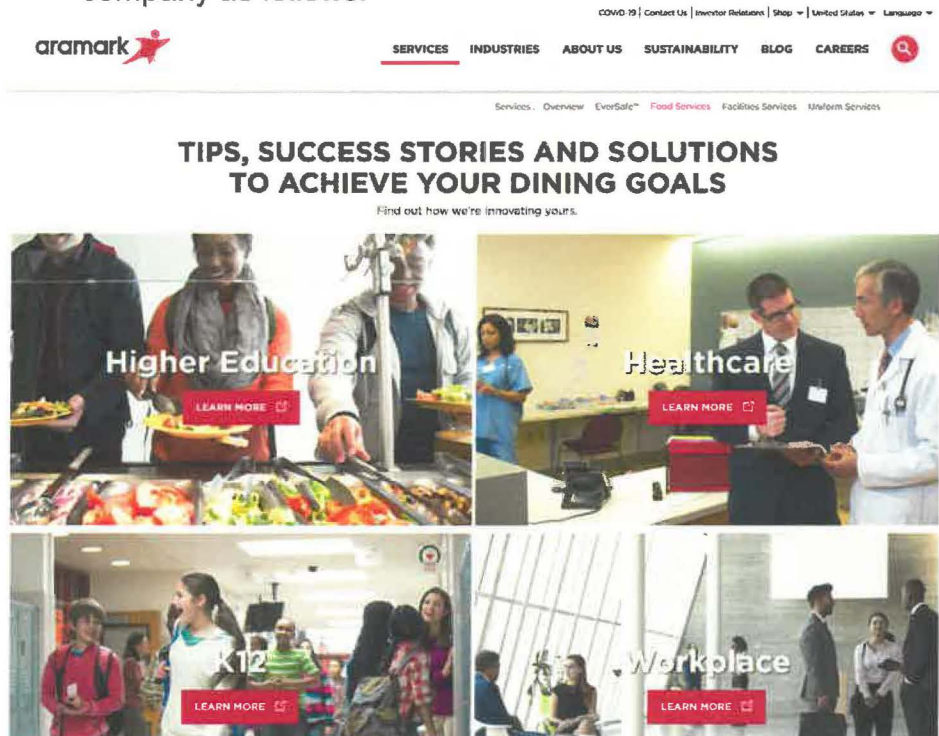 company as follows:
COVID-19 | Contact Us | Investor Relations | Shop | United States Language
aramark
SERVICES INDUSTRIES ABOUT US SUSTAINABILITY BLOG CAREERS
Services: Overview EverSafe™ Food Services Facilities Services Uniform Services
TIPS, SUCCESS STORIES AND SOLUTIONS
TO ACHIEVE YOUR DINING GOALS
Find out how we're innovating yours.
Higher Education
LEARN MORE
Healthcare
LEARN MORE
K12
LEARN MORE
Workplace
LEARN MORE